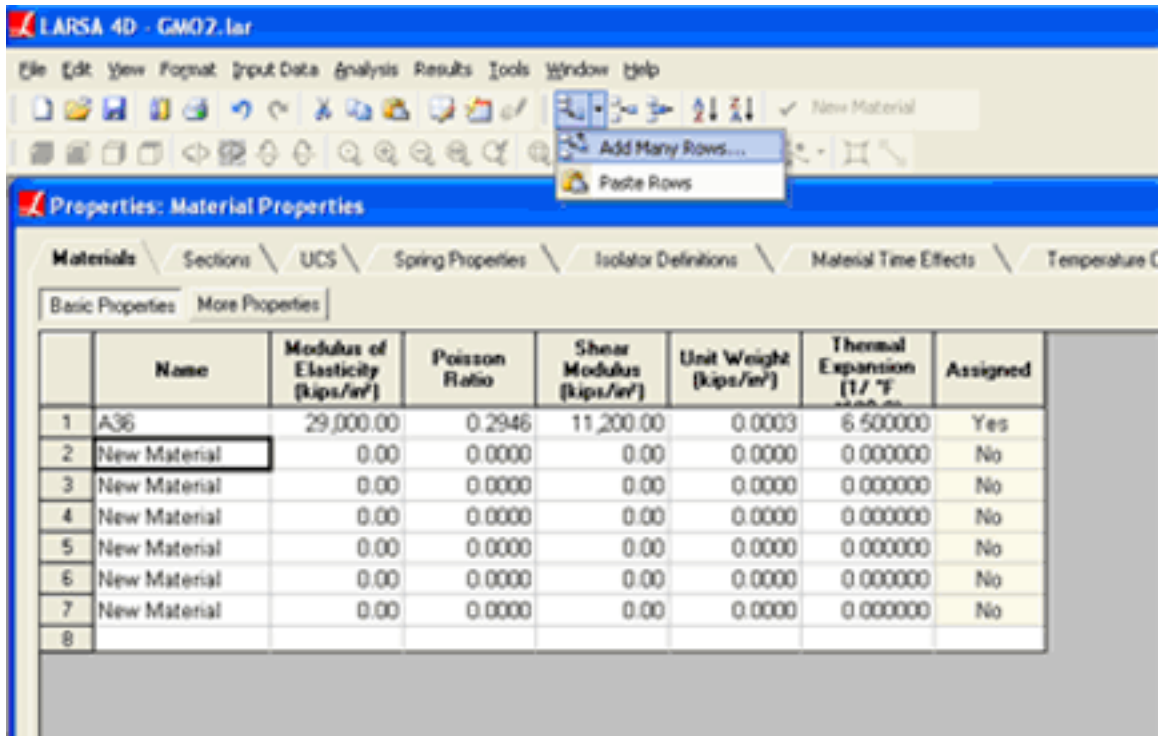 LARSA 4D - GMO2.lar
File Edit View Format Input Data Analysis Results Tools Window Help
New Material
Add Many Rows...
Paste Rows
Properties: Material Properties
Materials Sections UCS Spring Properties Isolator Definitions Material Time Effects Temperature
Basic Properties More Properties
Name Modulus of Elasticity (kips/in²) Poisson Ratio Shear Modulus (kips/in²) Unit Weight (kips/in³) Thermal Expansion (1/ °F Assigned
1 A36 29,000.00 0.2946 11,200.00 0.0003 6.500000 Yes
2 New Material 0.00 0.0000 0.00 0.0000 0.000000 No
3 New Material 0.00 0.0000 0.00 0.0000 0.000000 No
4 New Material 0.00 0.0000 0.00 0.0000 0.000000 No
5 New Material 0.00 0.0000 0.00 0.0000 0.000000 No
6 New Material 0.00 0.0000 0.00 0.0000 0.000000 No
7 New Material 0.00 0.0000 0.00 0.0000 0.000000 No
8